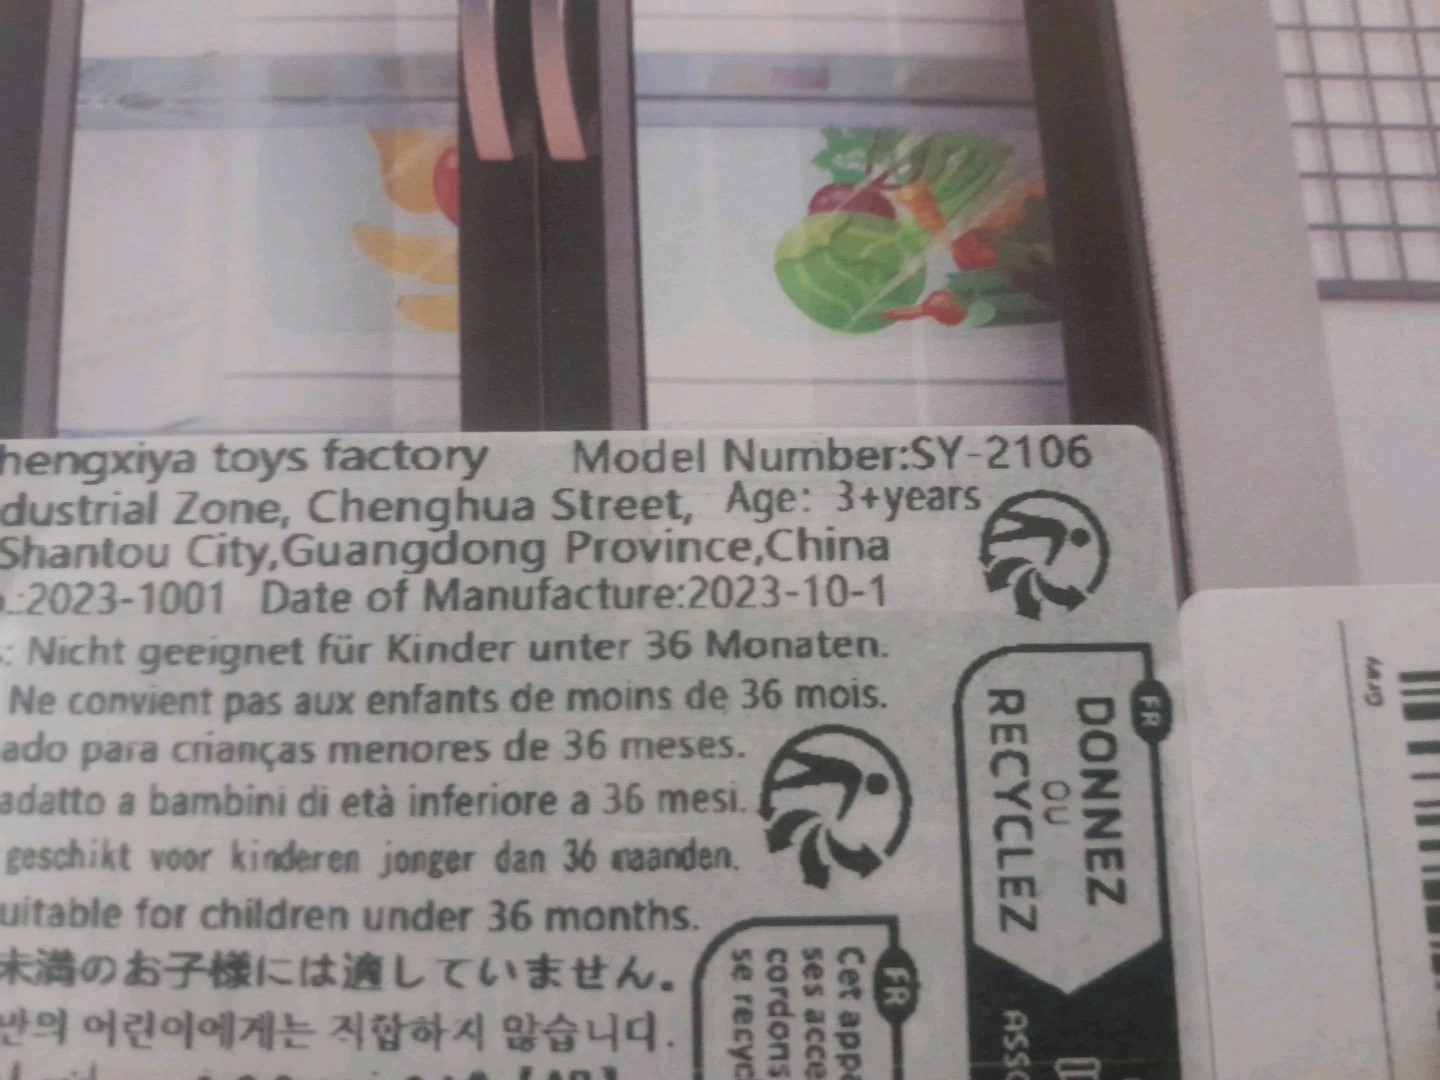 hengxiya toys factory Model Number:SY-2106
dustrial Zone, Chenghua Street, Age: 3+years
Shantou City,Guangdong Province,China
.:2023-1001 Date of Manufacture:2023-10-1
: Nicht geeignet für Kinder unter 36 Monaten.
Ne convient pas aux enfants de moins de 36 mois.
ado para crianças menores de 36 meses.
adatto a bambini di età inferiore a 36 mesi.
geschikt voor kinderen jonger dan 36 maanden.
uitable for children under 36 months.
未満のお子様には適していません。
반의 어린이에게는 적합하지 않습니다.
FR
DONNEZ
OU
RECYCLEZ
ASSO
FR
Cet appa
ses acce
cordons
se recyc
Grey